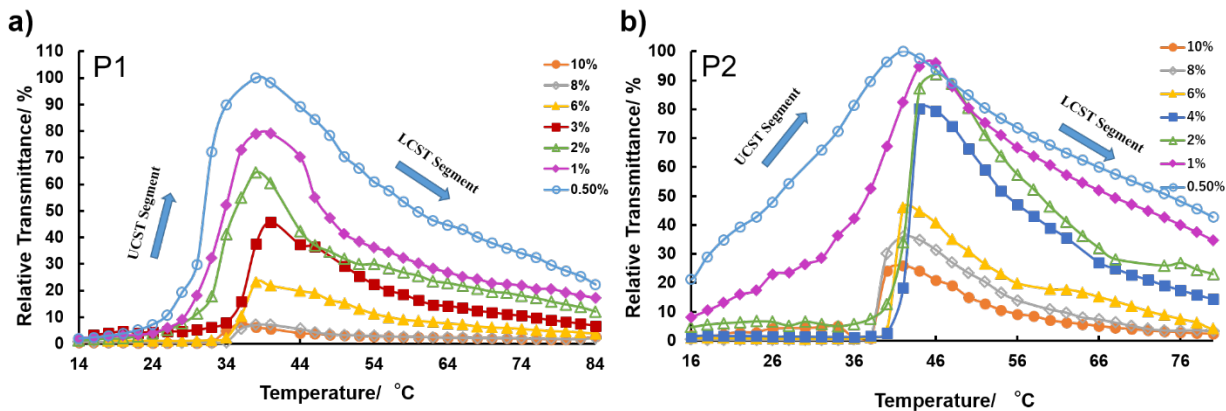 a)
P1
Relative Transmittance/ %
110
100
90
80
70
60
50
40
30
20
10
0
14 24 34 44 54 64 74 84
Temperature/ °C
UCST Segment
LCST Segment
10%
8%
6%
3%
2%
1%
0.50%
b)
P2
Relative Transmittance/ %
100
90
80
70
60
50
40
30
20
10
0
16 26 36 46 56 66 76
Temperature/ °C
UCST Segment
LCST Segment
10%
8%
6%
4%
2%
1%
0.50%